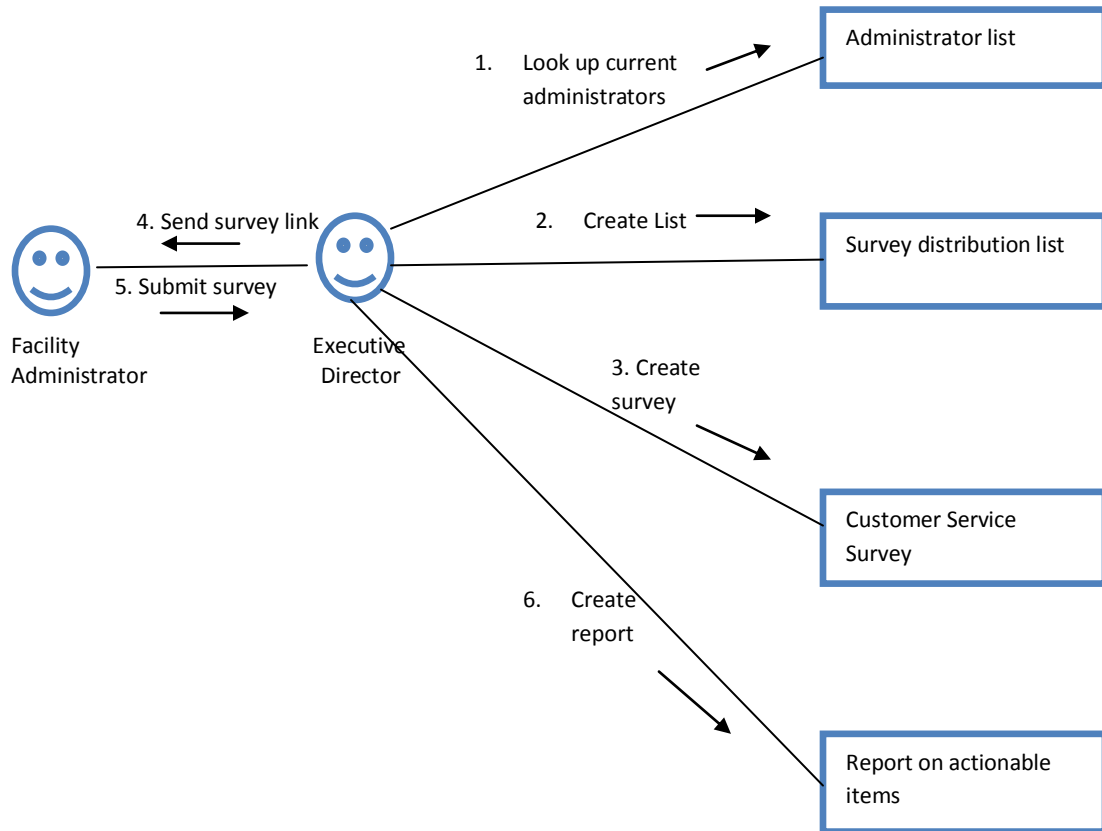 Administrator list
1. Look up current
administrators
4. Send survey link
2. Create List
Survey distribution list
5. Submit survey
Facility
Administrator
Executive
Director
3. Create
survey
Customer Service
Survey
6. Create
report
Report on actionable
items